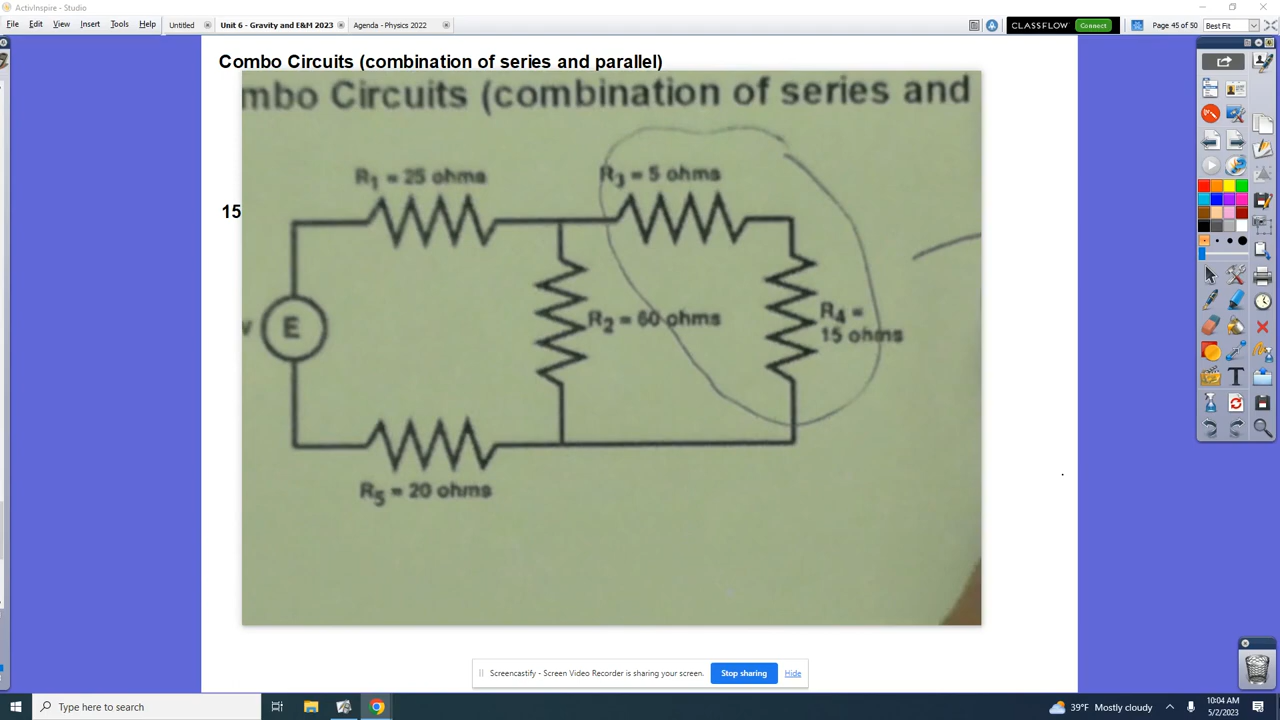 ActivInspire - Studio
File Edit View Insert Tools Help
Untitled
Unit 6 - Gravity and E&M 2023
Agenda - Physics 2022
CLASSFLOW
Connect
Page 45 of 50
Best Fit
Combo Circuits (combination of series and parallel)
mbo Circuits (combination of series and
R1 = 25 ohms
R3 = 5 ohms
15
E
R2 = 60 ohms
R4 =
15 ohms
R5 = 20 ohms
Screencastify - Screen Video Recorder is sharing your screen.
Stop sharing
Hide
Type here to search
39°F Mostly cloudy
10:04 AM
5/2/2023